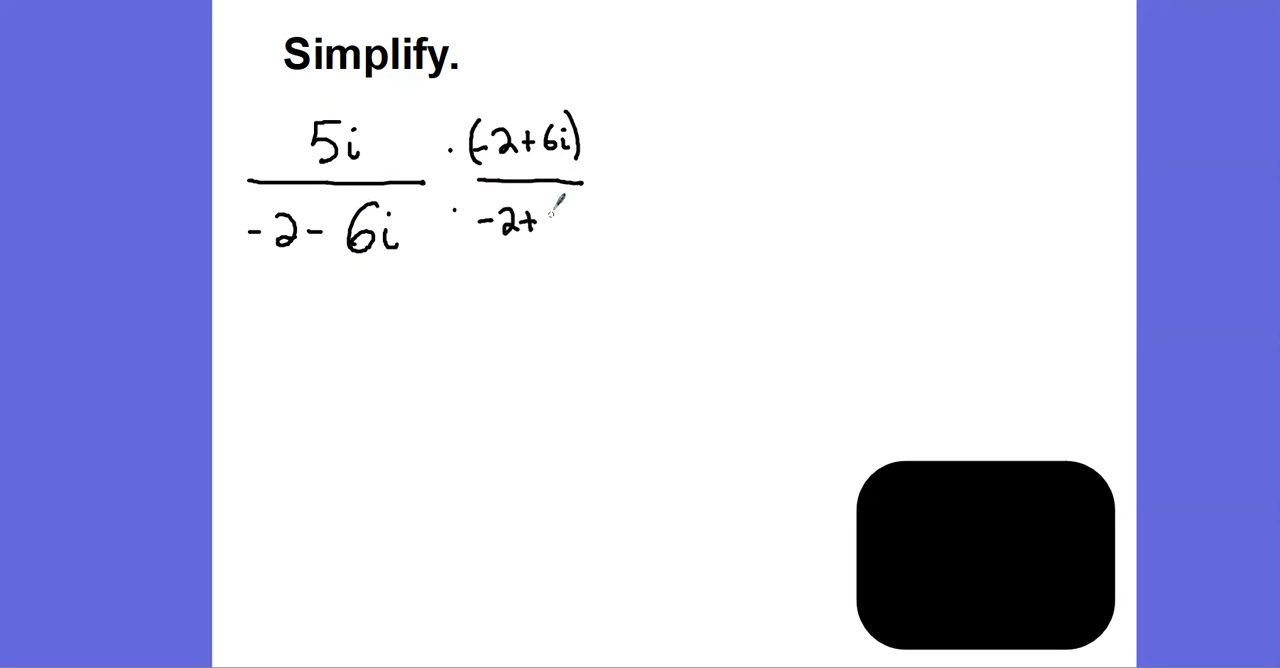 Simplify.
5i · (-2+6i)
-2-6i · -2+